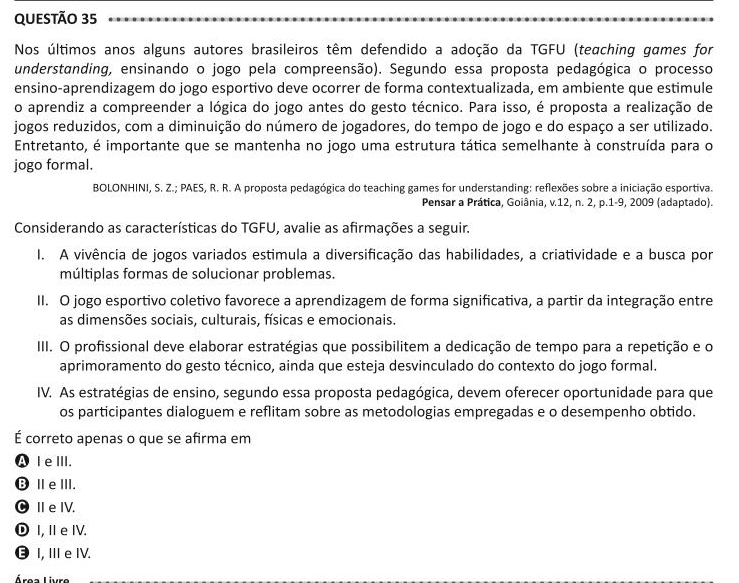 QUESTÃO 35
Nos últimos anos alguns autores brasileiros têm defendido a adoção da TGFU (teaching games for
understanding, ensinando o jogo pela compreensão). Segundo essa proposta pedagógica o processo
ensino-aprendizagem do jogo esportivo deve ocorrer de forma contextualizada, em ambiente que estimule
o aprendiz a compreender a lógica do jogo antes do gesto técnico. Para isso, é proposta a realização de
jogos reduzidos, com a diminuição do número de jogadores, do tempo de jogo e do espaço a ser utilizado.
Entretanto, é importante que se mantenha no jogo uma estrutura tática semelhante à construída para o
jogo formal.
BOLONHINI, S. Z.; PAES, R. R. A proposta pedagógica do teaching games for understanding: reflexões sobre a iniciação esportiva.
Pensar a Prática, Goiânia, v.12, n. 2, p.1-9, 2009 (adaptado).
Considerando as características do TGFU, avalie as afirmações a seguir.
I. A vivência de jogos variados estimula a diversificação das habilidades, a criatividade e a busca por
múltiplas formas de solucionar problemas.
II. O jogo esportivo coletivo favorece a aprendizagem de forma significativa, a partir da integração entre
as dimensões sociais, culturais, físicas e emocionais.
III. O profissional deve elaborar estratégias que possibilitem a dedicação de tempo para a repetição e o
aprimoramento do gesto técnico, ainda que esteja desvinculado do contexto do jogo formal.
IV. As estratégias de ensino, segundo essa proposta pedagógica, devem oferecer oportunidade para que
os participantes dialoguem e reflitam sobre as metodologias empregadas e o desempenho obtido.
É correto apenas o que se afirma em
A I e III.
B II e III.
C II e IV.
D I, II e IV.
E I, III e IV.
Área Livre